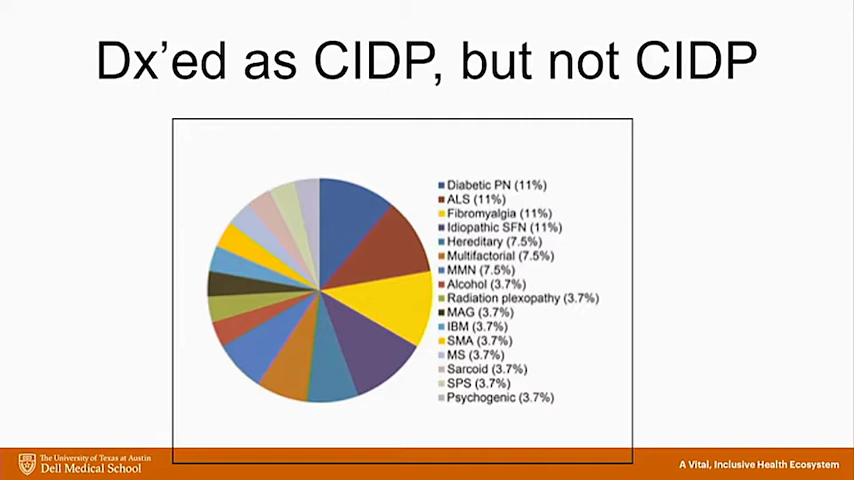 Dx'ed as CIDP, but not CIDP
Diabetic PN (11%)
ALS (11%)
Fibromyalgia (11%)
Idiopathic SFN (11%)
Hereditary (7.5%)
Multifactorial (7.5%)
MMN (7.5%)
Alcohol (3.7%)
Radiation plexopathy (3.7%)
MAG (3.7%)
IBM (3.7%)
SMA (3.7%)
MS (3.7%)
Sarcoid (3.7%)
SPS (3.7%)
Psychogenic (3.7%)
The University of Texas at Austin
Dell Medical School
A Vital, Inclusive Health Ecosystem